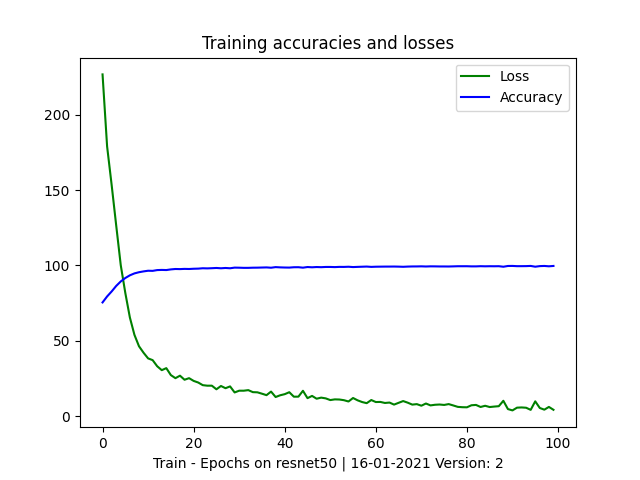 Training accuracies and losses
Loss
Accuracy
200
150
100
50
0
0 20 40 60 80 100
Train - Epochs on resnet50 | 16-01-2021 Version: 2